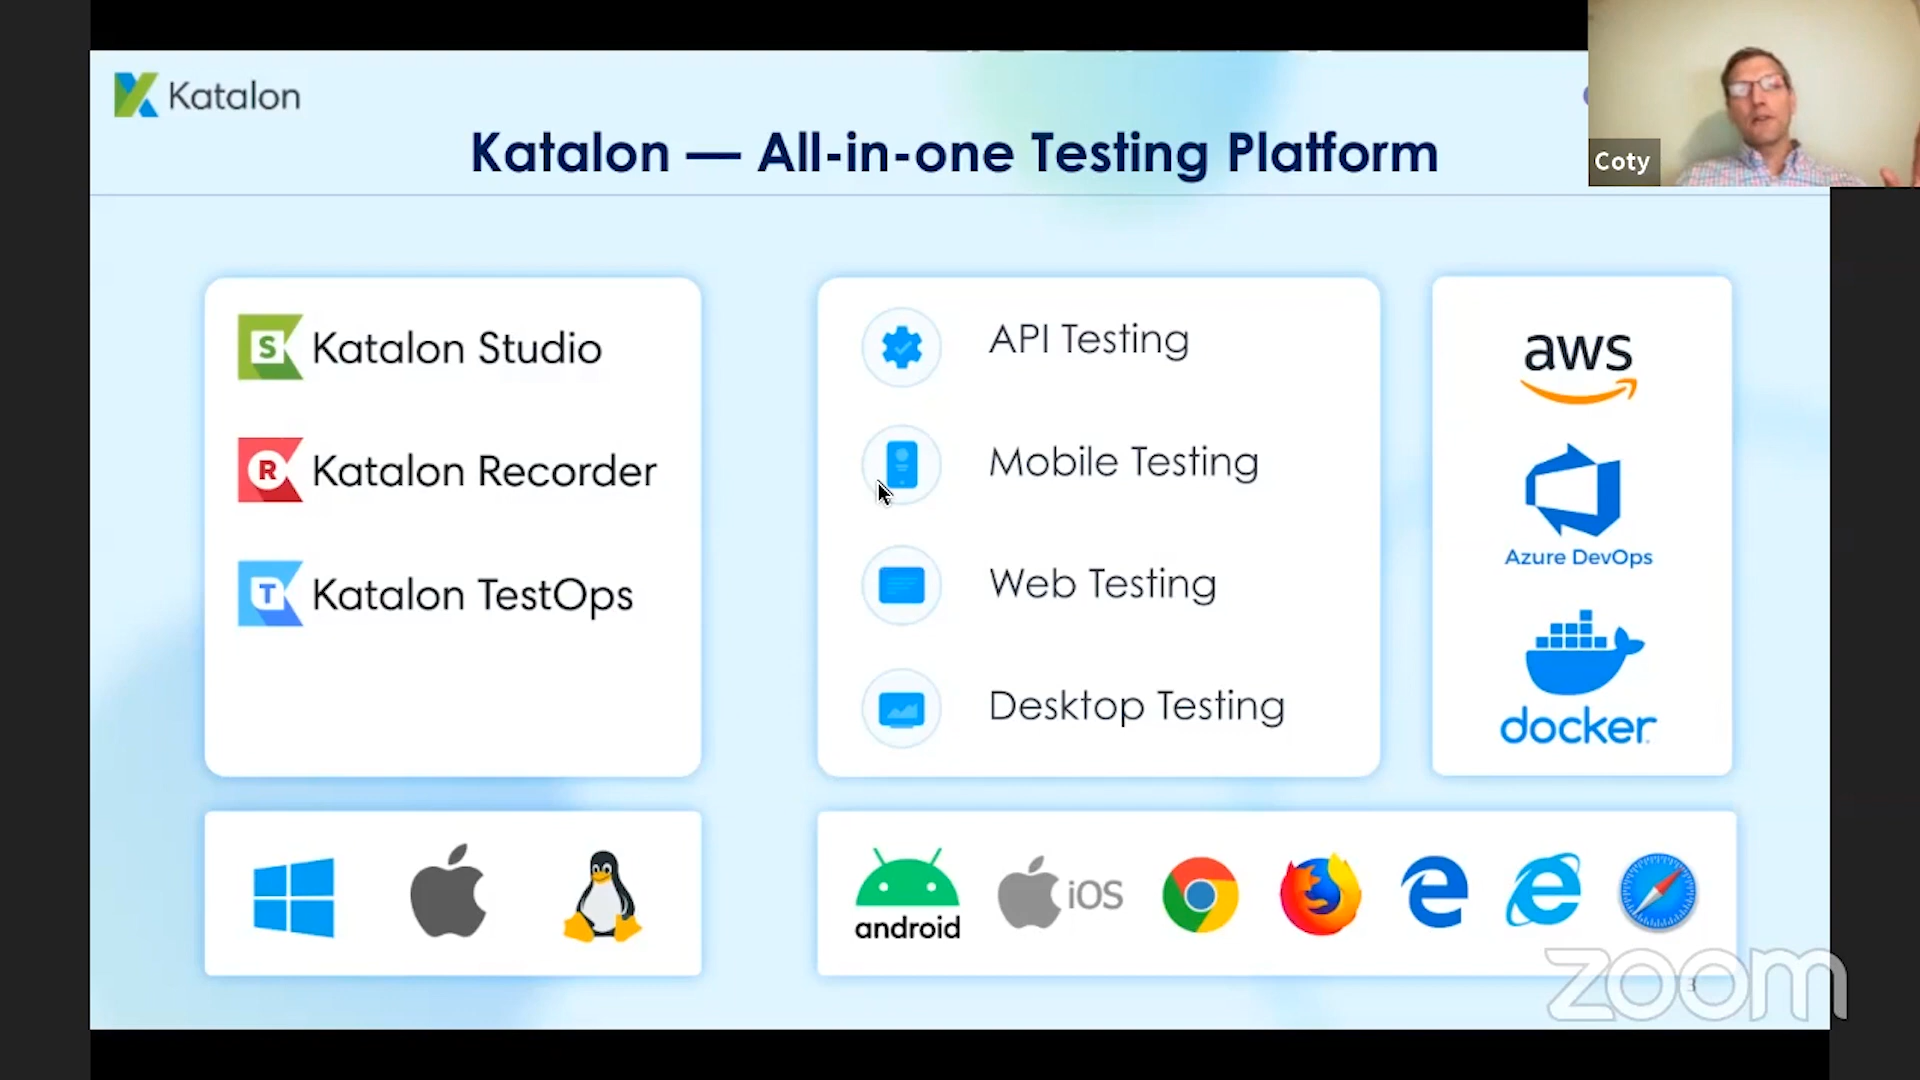 Katalon
Katalon — All-in-one Testing Platform
Coty
S Katalon Studio
R Katalon Recorder
T Katalon TestOps
API Testing
Mobile Testing
Web Testing
Desktop Testing
aws
Azure DevOps
docker
android
iOS
3
zoom